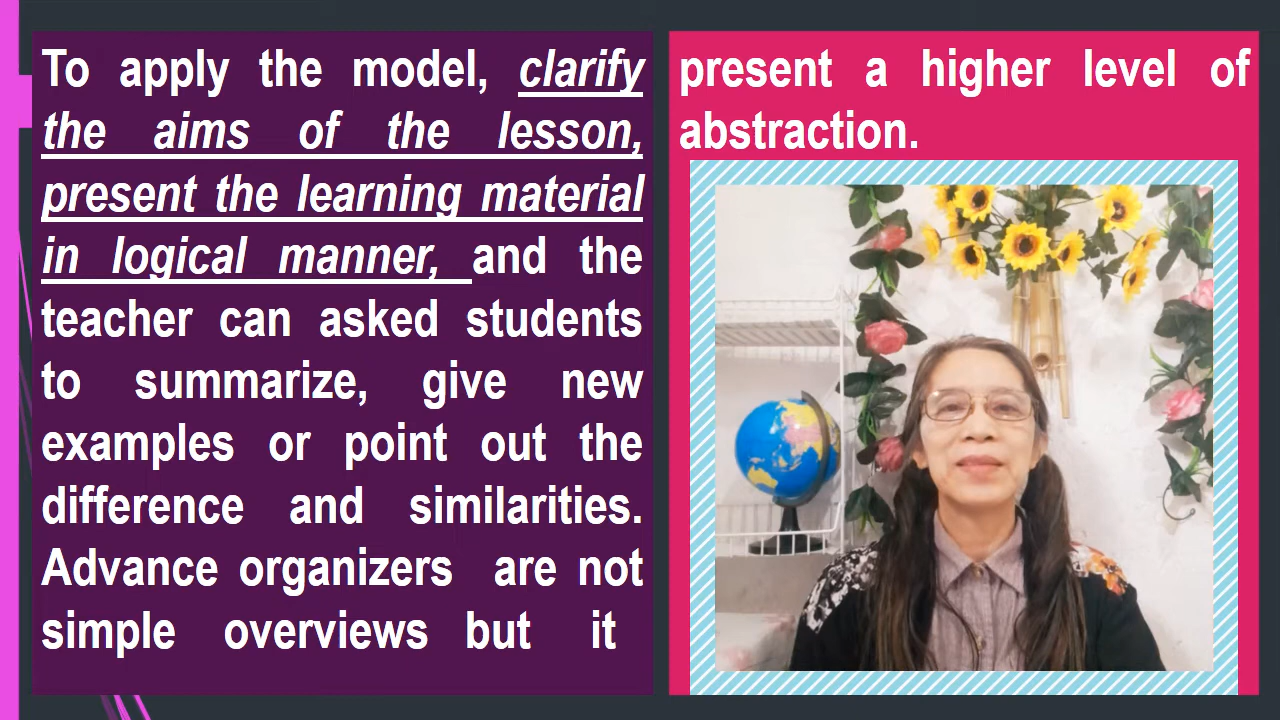 To apply the model, clarify
the aims of the lesson,
present the learning material
in logical manner, and the
teacher can asked students
to summarize, give new
examples or point out the
difference and similarities.
Advance organizers are not
simple overviews but it
present a higher level of
abstraction.